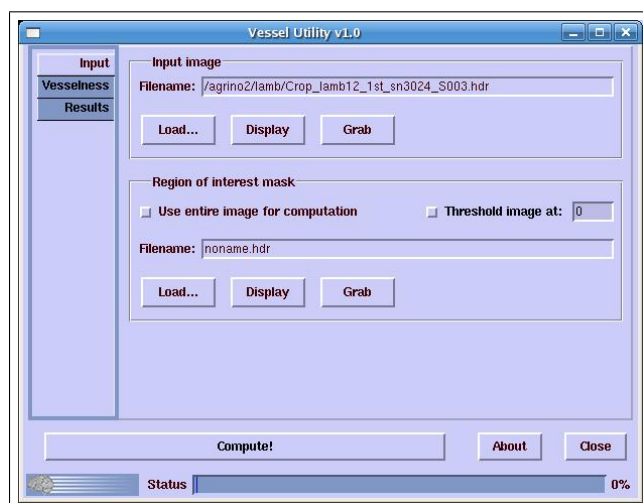 Vessel Utility v1.0
Input
Vesselness
Results
Input image
Filename: /agrino2/lamb/Crop_lamb12_1st_sn3024_S003.hdr
Load... Display Grab
Region of interest mask
Use entire image for computation Threshold image at: 0
Filename: noname.hdr
Load... Display Grab
Compute! About Close
Status 0%